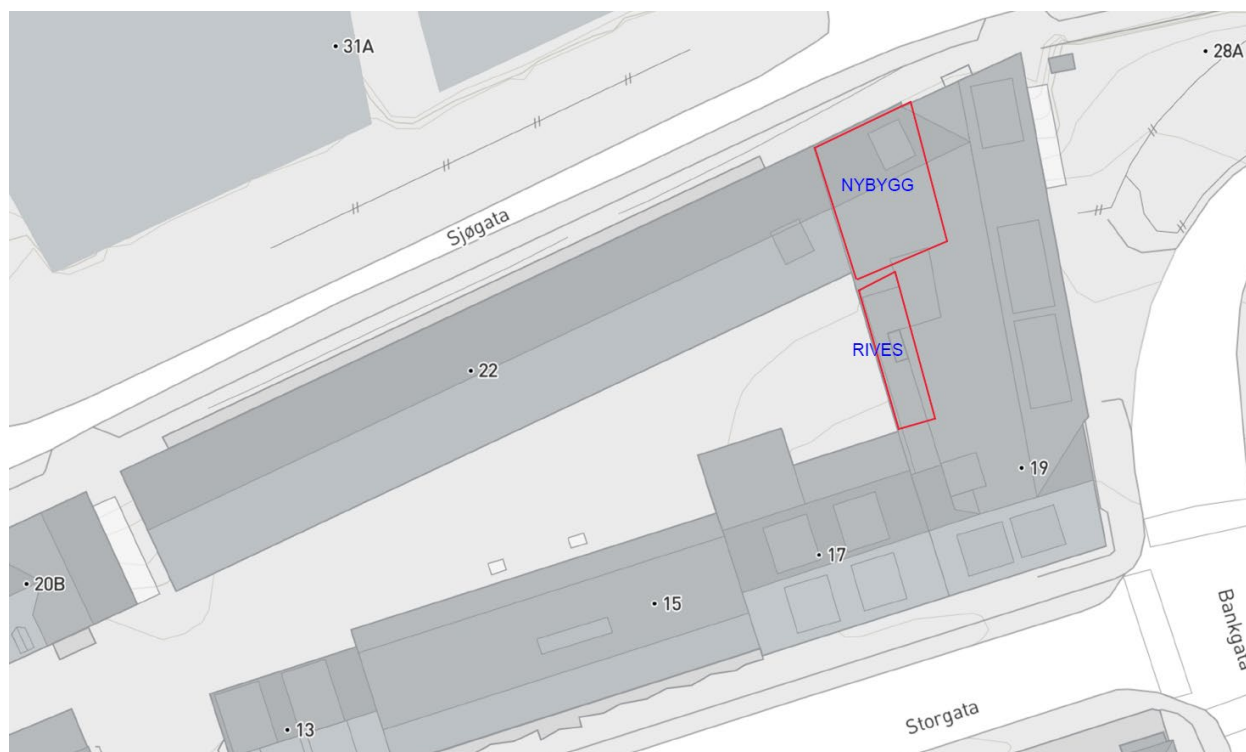 31A
28A
NYBYGG
Sjøgata
RIVES
22
19
17
20B
15
Bankgata
13
Storgata